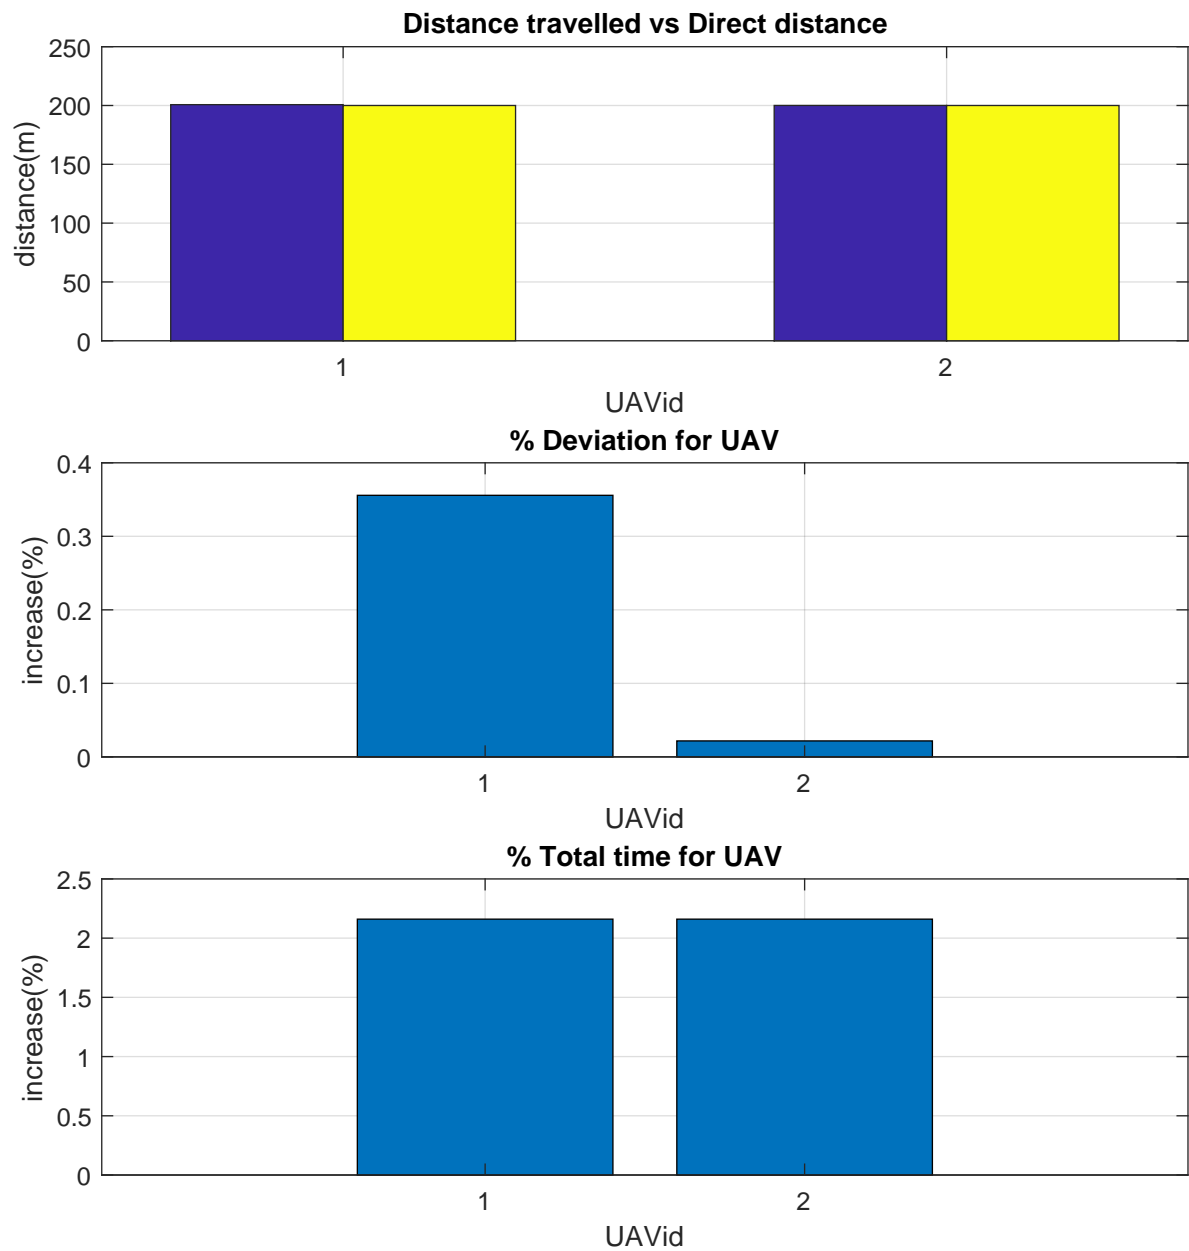 Distance travelled vs Direct distance
250
200
150
100
50
0
distance(m)
1
2
UAVid
% Deviation for UAV
0.4
0.3
0.2
0.1
0
increase(%)
1
2
UAVid
% Total time for UAV
2.5
2
1.5
1
0.5
0
increase(%)
1
2
UAVid